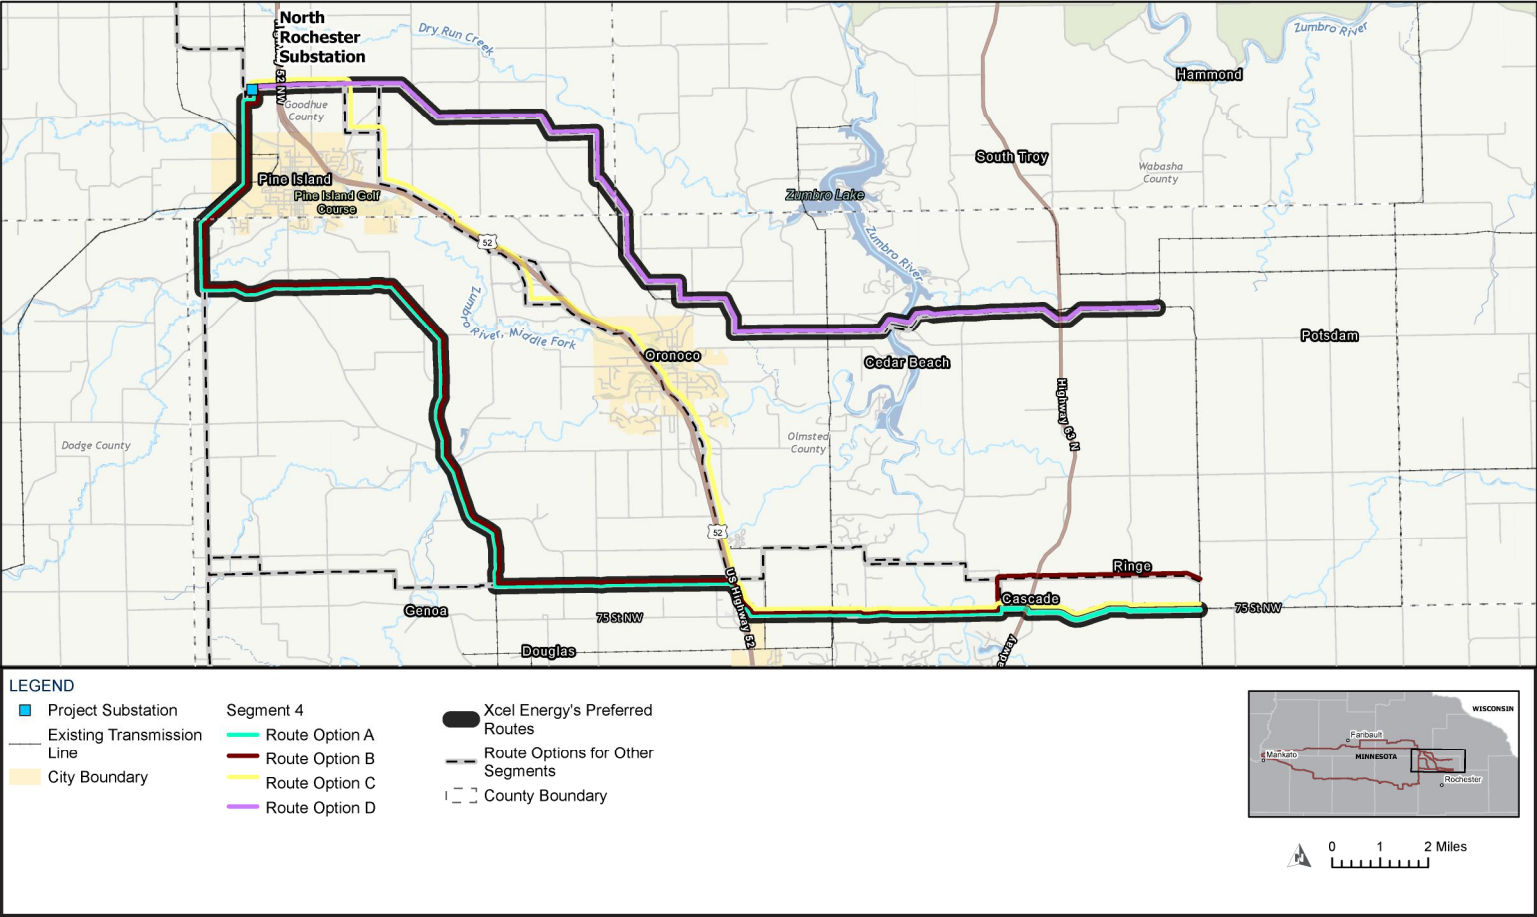 North
Rochester
Substation
Highway 52 NW
Dry Run Creek
Zumbro River
Hammond
Goodhue
County
South Troy
Wabasha
County
Pine Island
Pine Island Golf
Course
Zumbro Lake
52
Zumbro River
Zumbro River, Middle Fork
Potsdam
Oronoco
Cedar Beach
Highway 63 N
Dodge County
Olmsted
County
52
Ringe
US Highway 52
Cascade
Genoa
75 St NW
75 St NW
Douglas
adway
LEGEND
Project Substation
Existing Transmission
Line
City Boundary
Segment 4
Route Option A
Route Option B
Route Option C
Route Option D
Xcel Energy's Preferred
Routes
Route Options for Other
Segments
County Boundary
WISCONSIN
Faribault
Mankato
MINNESOTA
Rochester
N
0 1 2 Miles